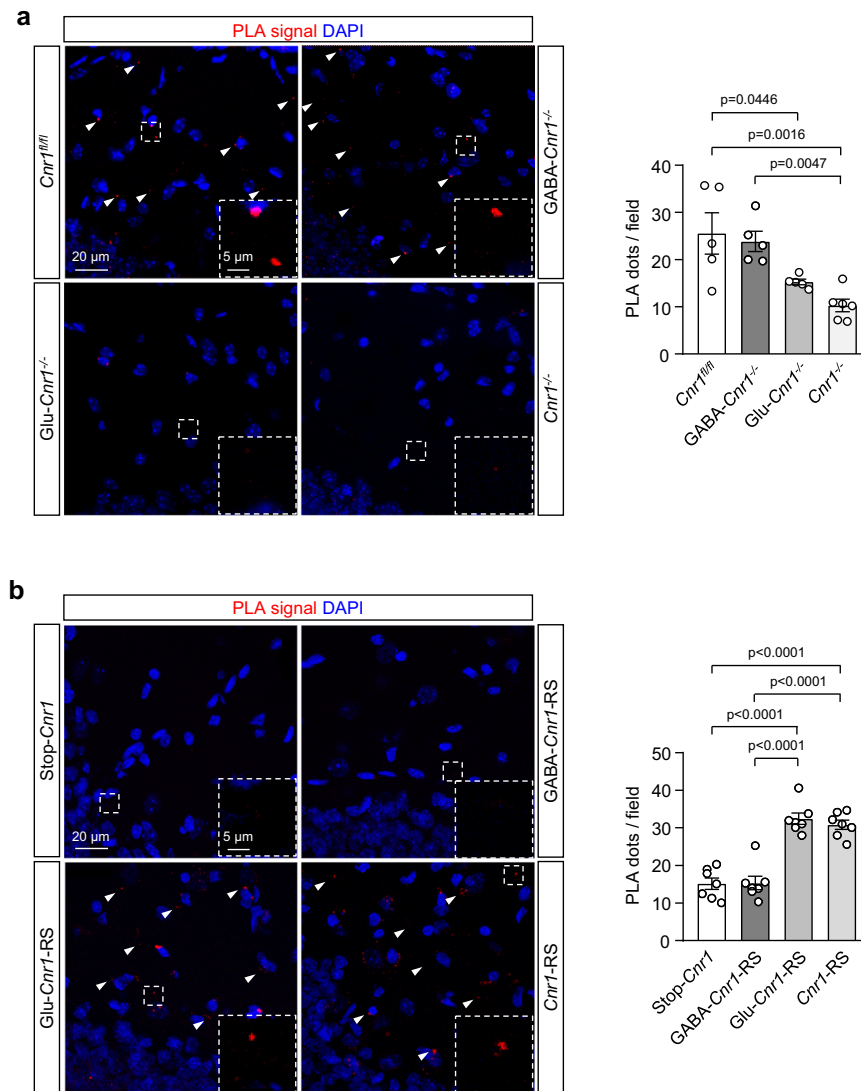 a
PLA signal DAPI
Cnr1fl/fl
GABA-Cnr1-/-
20 µm
5 µm
Glu-Cnr1-/-
Cnr1-/-
p=0.0446
p=0.0016
p=0.0047
PLA dots / field
40
30
20
10
0
Cnr1fl/fl
GABA-Cnr1-/-
Glu-Cnr1-/-
Cnr1-/-
b
PLA signal DAPI
Stop-Cnr1
GABA-Cnr1-RS
20 µm
5 µm
Glu-Cnr1-RS
Cnr1-RS
p<0.0001
p<0.0001
p<0.0001
p<0.0001
PLA dots / field
50
40
30
20
10
0
Stop-Cnr1
GABA-Cnr1-RS
Glu-Cnr1-RS
Cnr1-RS